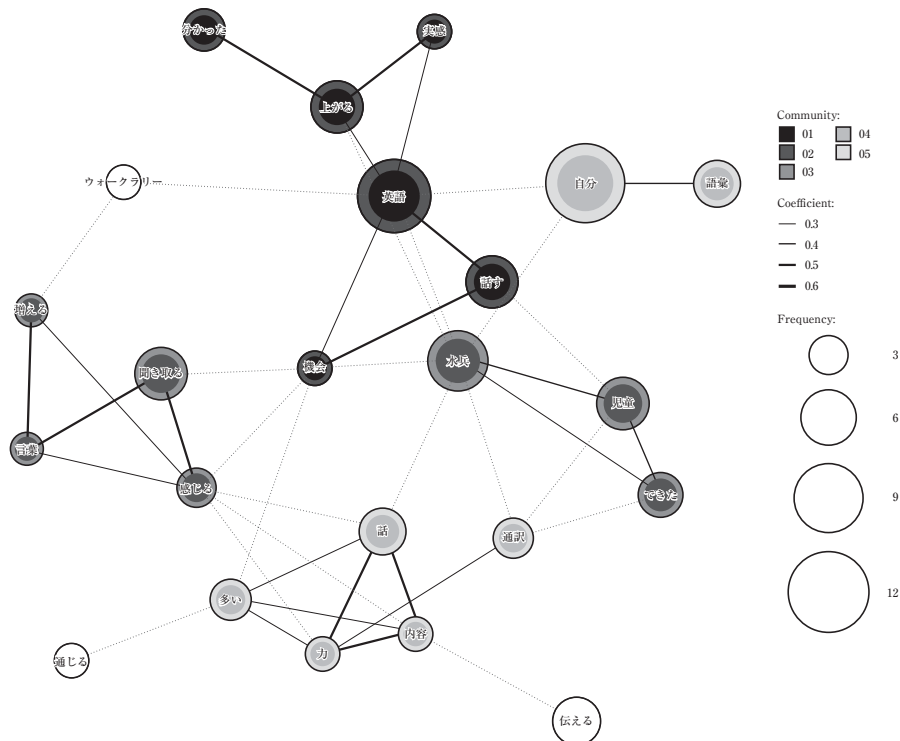 分かった
実感
上がる
ウォークラリー
英語
自分
語彙
話す
増える
聞き取る
機会
水兵
児童
言葉
感じる
できた
話
通訳
多い
力
内容
通じる
伝える
Community:
01 04
02 05
03
Coefficient:
0.3
0.4
0.5
0.6
Frequency:
3
6
9
12